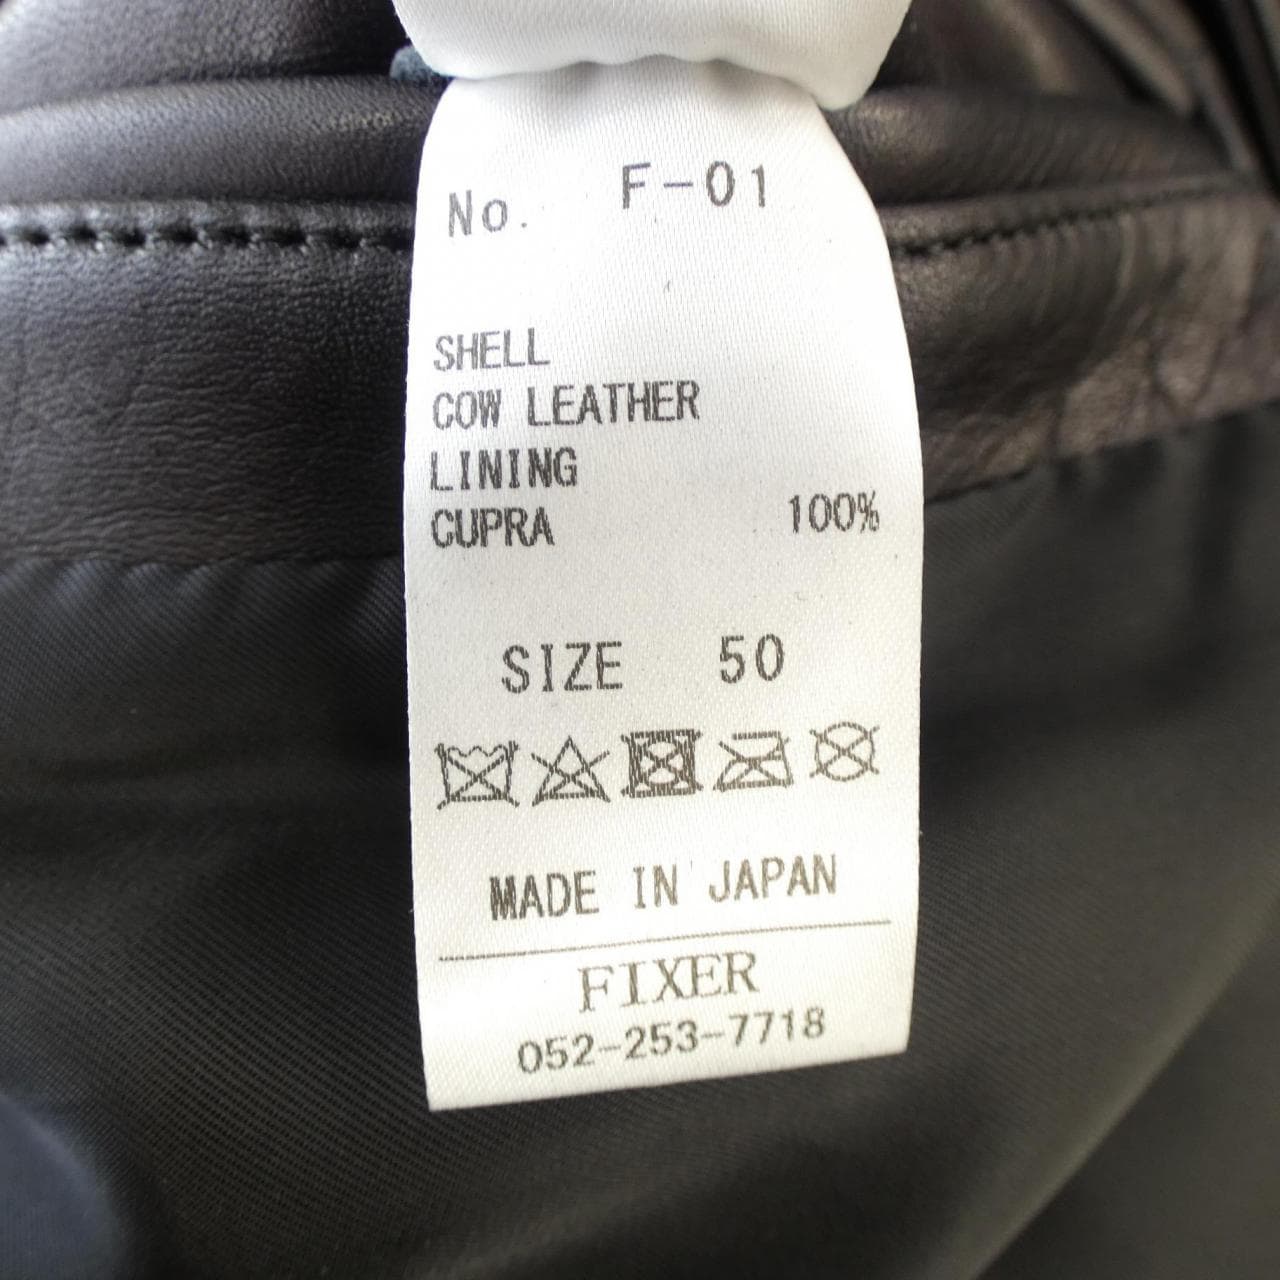 No. F-01
SHELL
COW LEATHER
LINING
CUPRA 100%
SIZE 50
MADE IN JAPAN
FIXER
052-253-7718